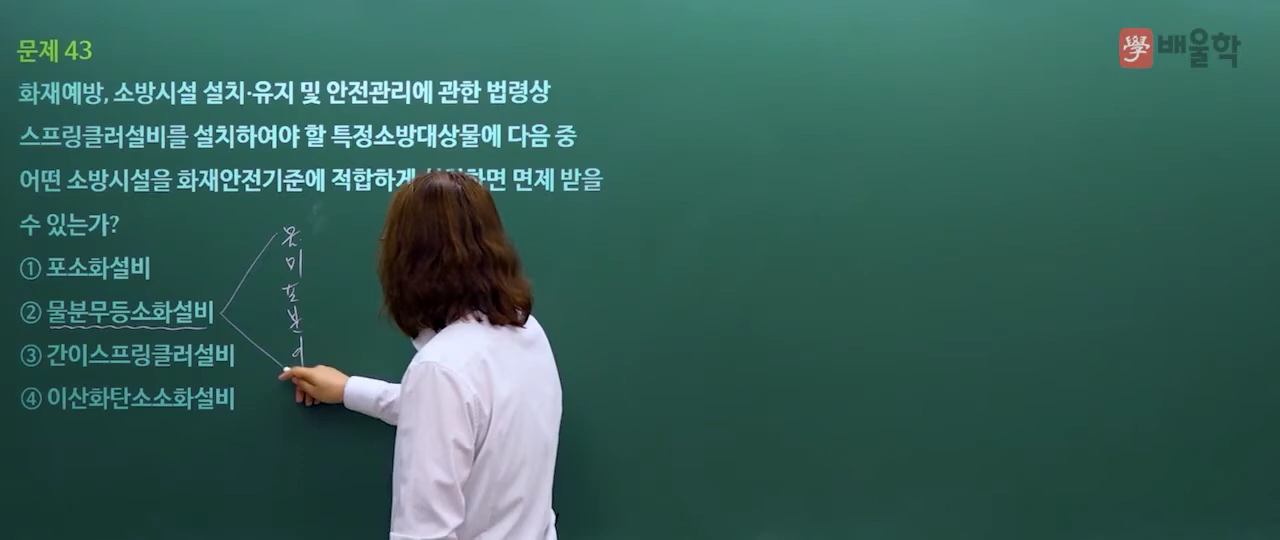 문제 43
學 배울학
화재예방, 소방시설 설치·유지 및 안전관리에 관한 법령상
스프링클러설비를 설치하여야 할 특정소방대상물에 다음 중
어떤 소방시설을 화재안전기준에 적합하게 면제 받을
수 있는가?
① 포소화설비
② 물분무등소화설비
③ 간이스프링클러설비
④ 이산화탄소소화설비
물
미
포
분
이